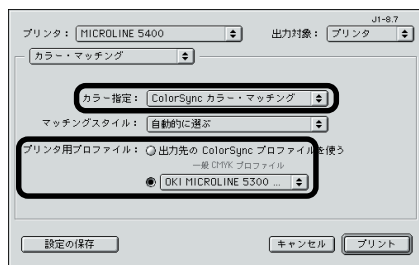 J1-8.7
プリンタ： MICROLINE 5400 出力対象： プリンタ
カラー・マッチング
カラー指定： ColorSync カラー・マッチング
マッチングスタイル： 自動的に選ぶ
プリンタ用プロファイル： 出力先の ColorSync プロファイルを使う
一般 CMYK プロファイル
OKI MICROLINE 5300 ...
設定の保存 キャンセル プリント